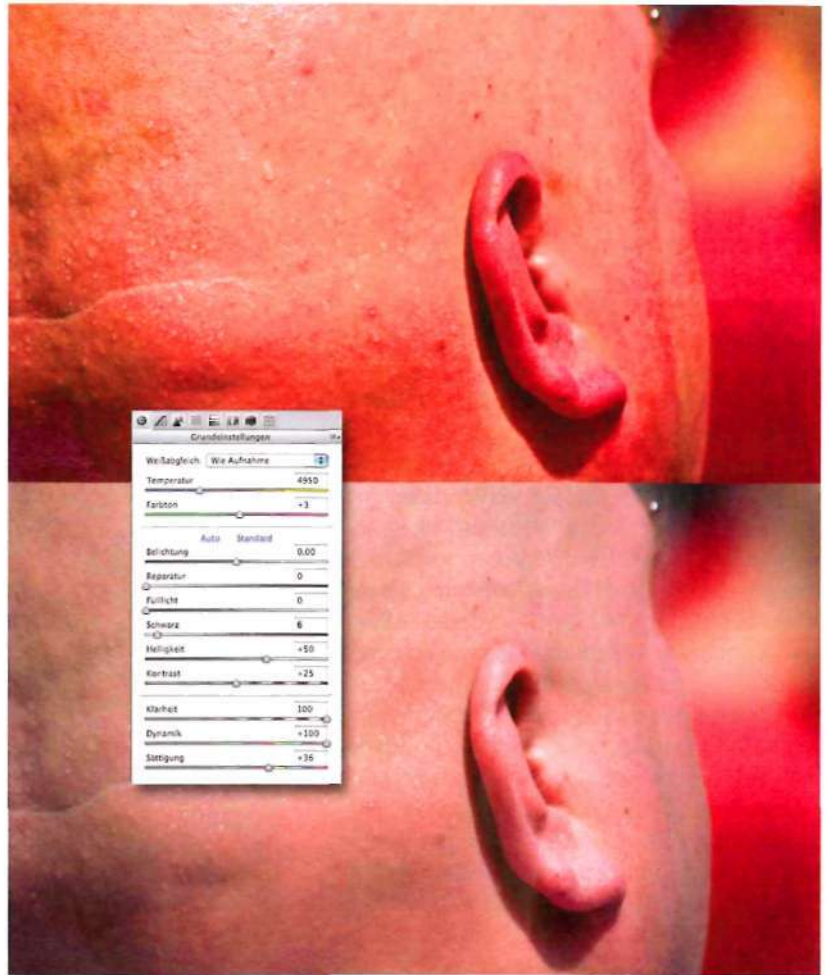 Grundeinstellungen
Weißabgleich: Wie Aufnahme
Temperatur 4950
Farbton +3
Auto Standard
Belichtung 0,00
Reparatur 0
Fülllicht 0
Schwarz 6
Helligkeit +50
Kontrast +25
Klarheit 100
Dynamik +100
Sättigung +36